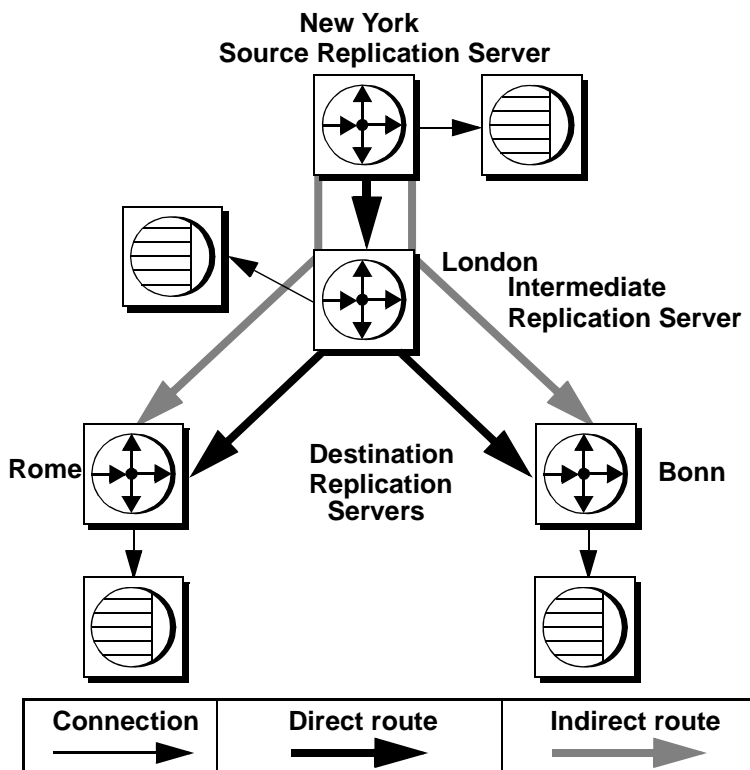 New York
Source Replication Server
London
Intermediate
Replication Server
Rome
Destination
Replication
Servers
Bonn
Connection
Direct route
Indirect route